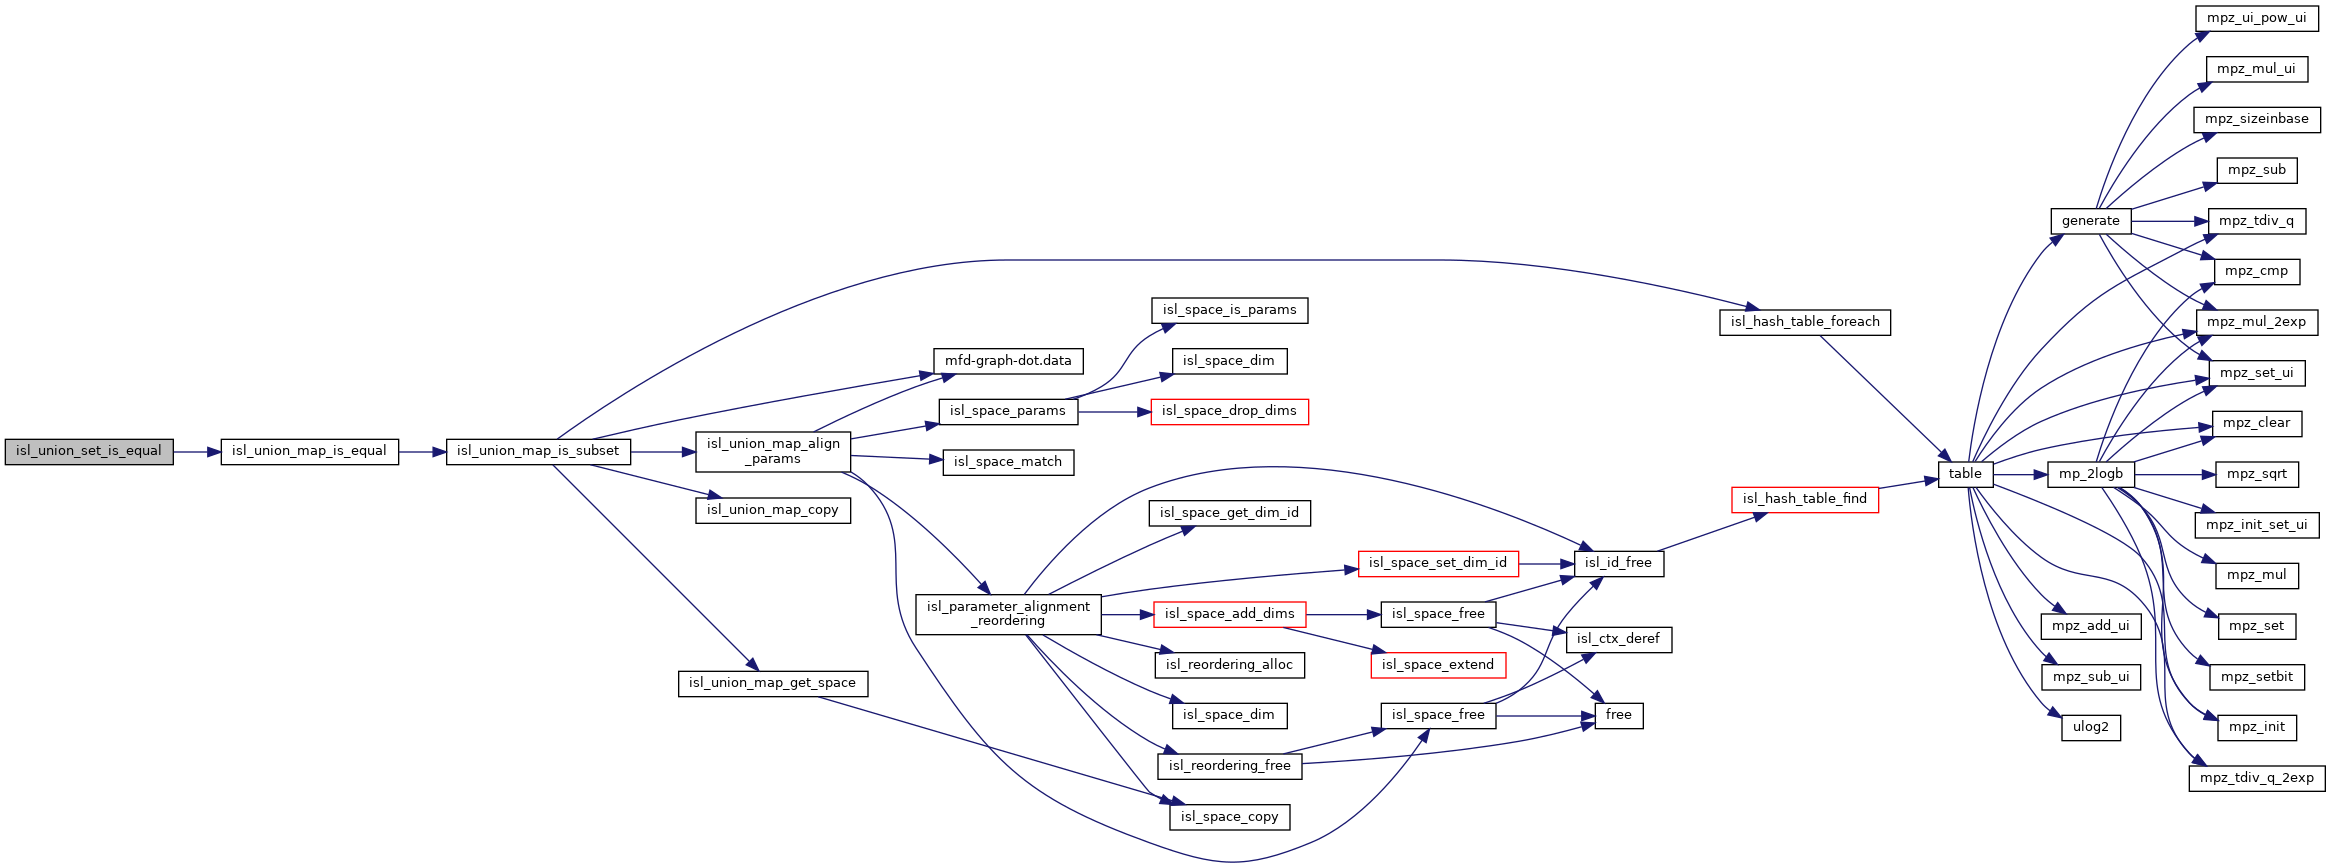 isl_union_set_is_equal
isl_union_map_is_equal
isl_union_map_is_subset
isl_union_map_align
_params
isl_union_map_copy
isl_union_map_get_space
mfd-graph-dot.data
isl_space_params
isl_space_match
isl_parameter_alignment
_reordering
isl_space_is_params
isl_space_dim
isl_space_drop_dims
isl_space_get_dim_id
isl_space_add_dims
isl_reordering_alloc
isl_space_dim
isl_reordering_free
isl_space_copy
isl_space_set_dim_id
isl_space_free
isl_space_extend
isl_space_free
isl_id_free
isl_ctx_deref
free
isl_hash_table_foreach
isl_hash_table_find
table
generate
mp_2logb
mpz_add_ui
mpz_sub_ui
ulog2
mpz_ui_pow_ui
mpz_mul_ui
mpz_sizeinbase
mpz_sub
mpz_tdiv_q
mpz_cmp
mpz_mul_2exp
mpz_set_ui
mpz_clear
mpz_sqrt
mpz_init_set_ui
mpz_mul
mpz_set
mpz_setbit
mpz_init
mpz_tdiv_q_2exp